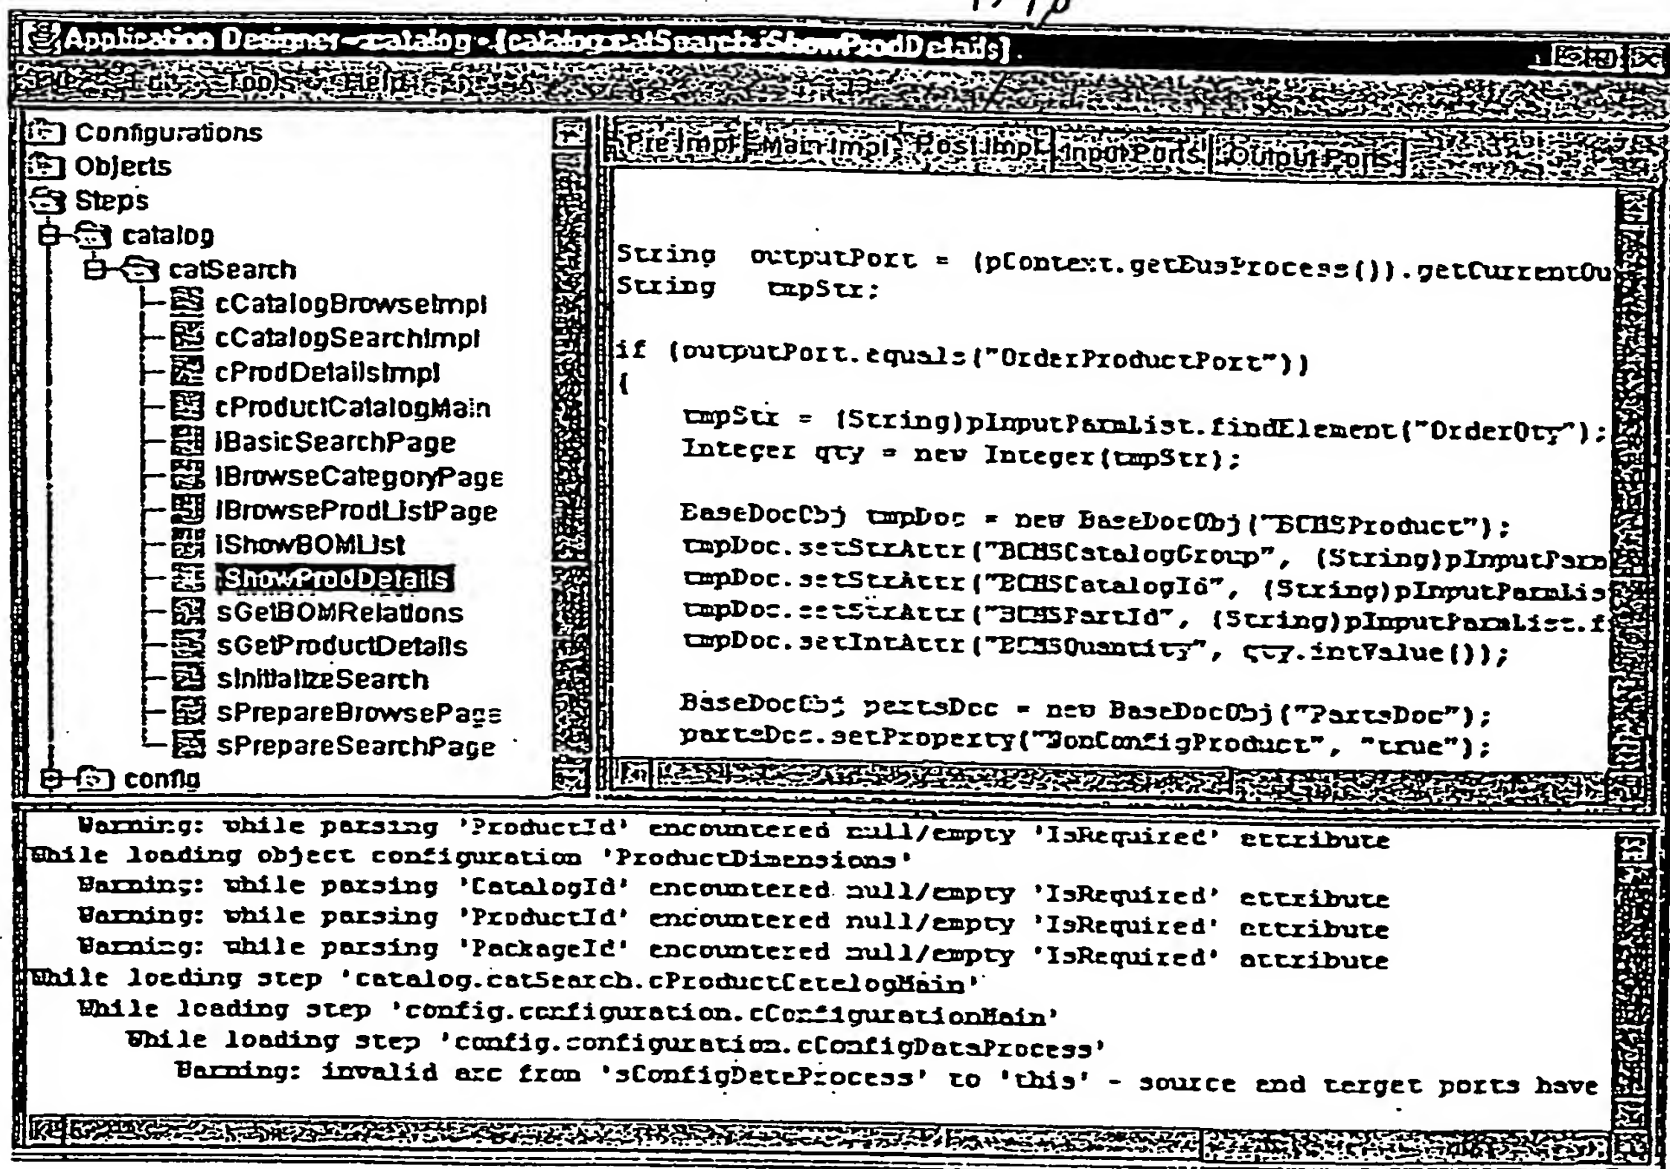 Application Designer - catalog - [catalog.catSearch.iShowProdDetails]
Tools Help
Configurations
Objects
Steps
catalog
catSearch
cCatalogBrowseImpl
cCatalogSearchImpl
cProdDetailsImpl
cProductCatalogMain
iBasicSearchPage
iBrowseCategoryPage
iBrowseProdListPage
iShowBOMList
iShowProdDetails
sGetBOMRelations
sGetProductDetails
sInitializeSearch
sPrepareBrowsePage
sPrepareSearchPage
config
Pre Impl Main Impl Post Impl Input Ports Output Ports
String outputPort = (pContext.getBusProcess()).getCurrentOu
String tmpStr;
if (outputPort.equals("OrderProductPort"))
{
tmpStr = (String)pInputParmList.findElement("OrderQty");
Integer qty = new Integer(tmpStr);
BaseDocObj tmpDoc = new BaseDocObj("BCMSProduct");
tmpDoc.setStrAttr("BCMSCatalogGroup", (String)pInputParm
tmpDoc.setStrAttr("BCMSCatalogId", (String)pInputParmLis
tmpDoc.setStrAttr("BCMSPartId", (String)pInputParmList.f
tmpDoc.setIntAttr("BCMSQuantity", qty.intValue());
BaseDocObj partsDoc = new BaseDocObj("PartsDoc");
partsDoc.setProperty("NonConfigProduct", "true");
Warning: while parsing 'ProductId' encountered null/empty 'IsRequired' attribute
While loading object configuration 'ProductDimensions'
Warning: while parsing 'CatalogId' encountered null/empty 'IsRequired' attribute
Warning: while parsing 'ProductId' encountered null/empty 'IsRequired' attribute
Warning: while parsing 'PackageId' encountered null/empty 'IsRequired' attribute
While loading step 'catalog.catSearch.cProductCatalogMain'
While loading step 'config.configuration.cConfigurationMain'
While loading step 'config.configuration.cConfigDataProcess'
Warning: invalid arc from 'sConfigDataProcess' to 'this' - source and target ports have